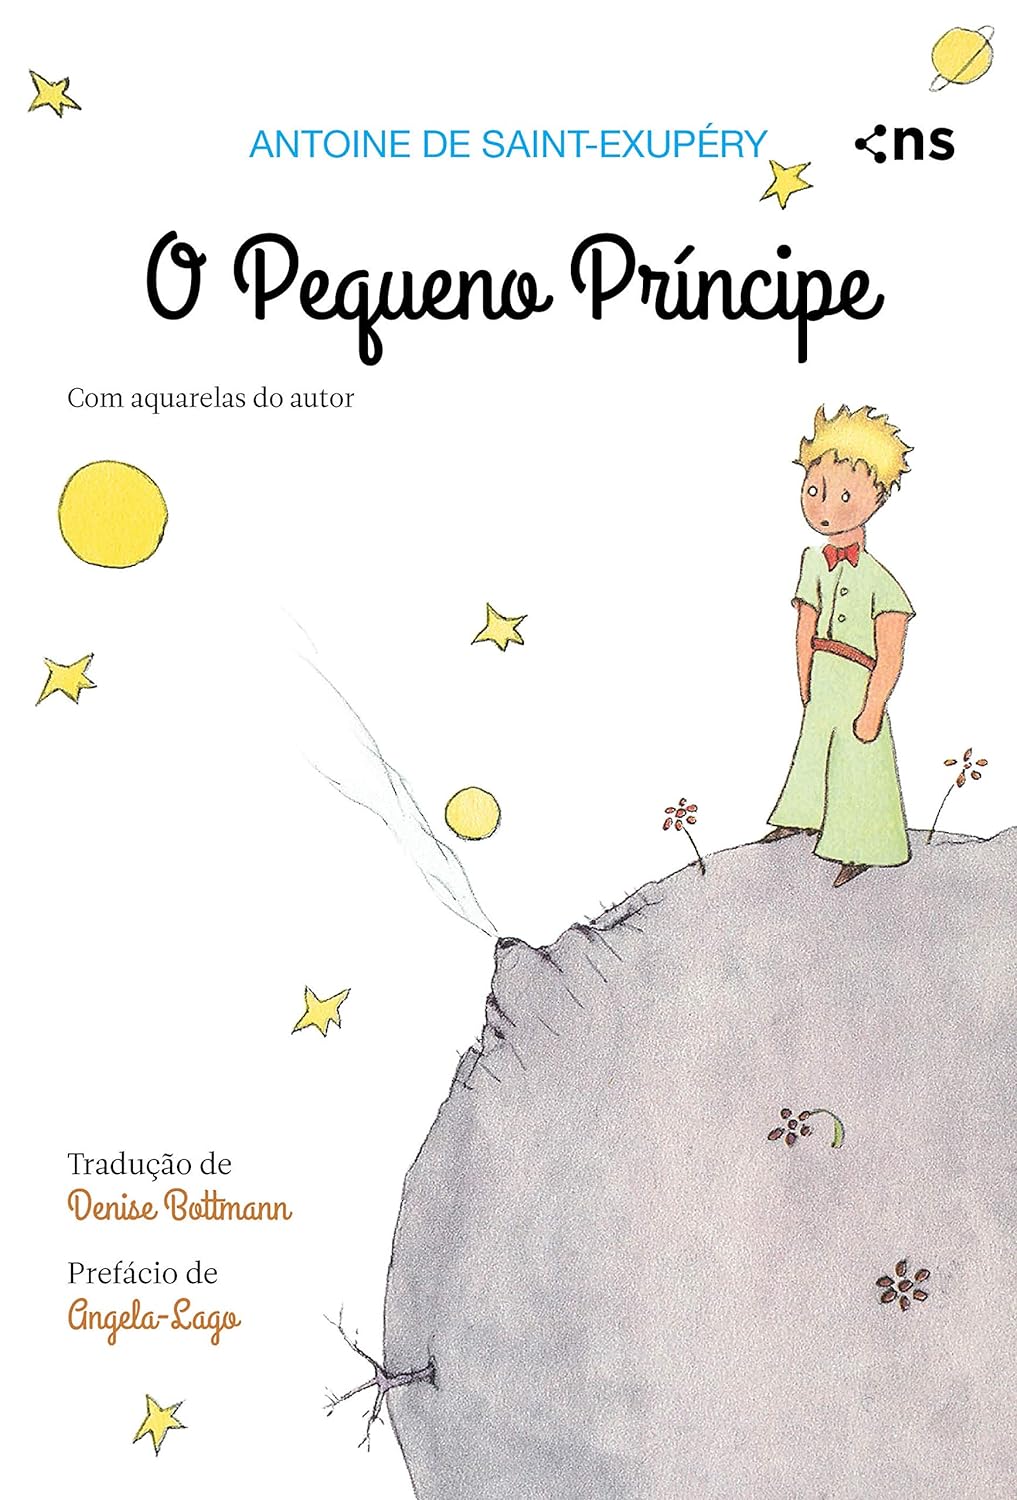 ANTOINE DE SAINT-EXUPÉRY
ns
O Pequeno Príncipe
Com aquarelas do autor
Tradução de
Denise Bottmann
Prefácio de
Angela-Lago